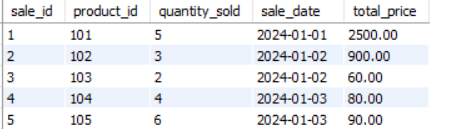 sale_id product_id quantity_sold sale_date total_price
1 101 5 2024-01-01 2500.00
2 102 3 2024-01-02 900.00
3 103 2 2024-01-02 60.00
4 104 4 2024-01-03 80.00
5 105 6 2024-01-03 90.00